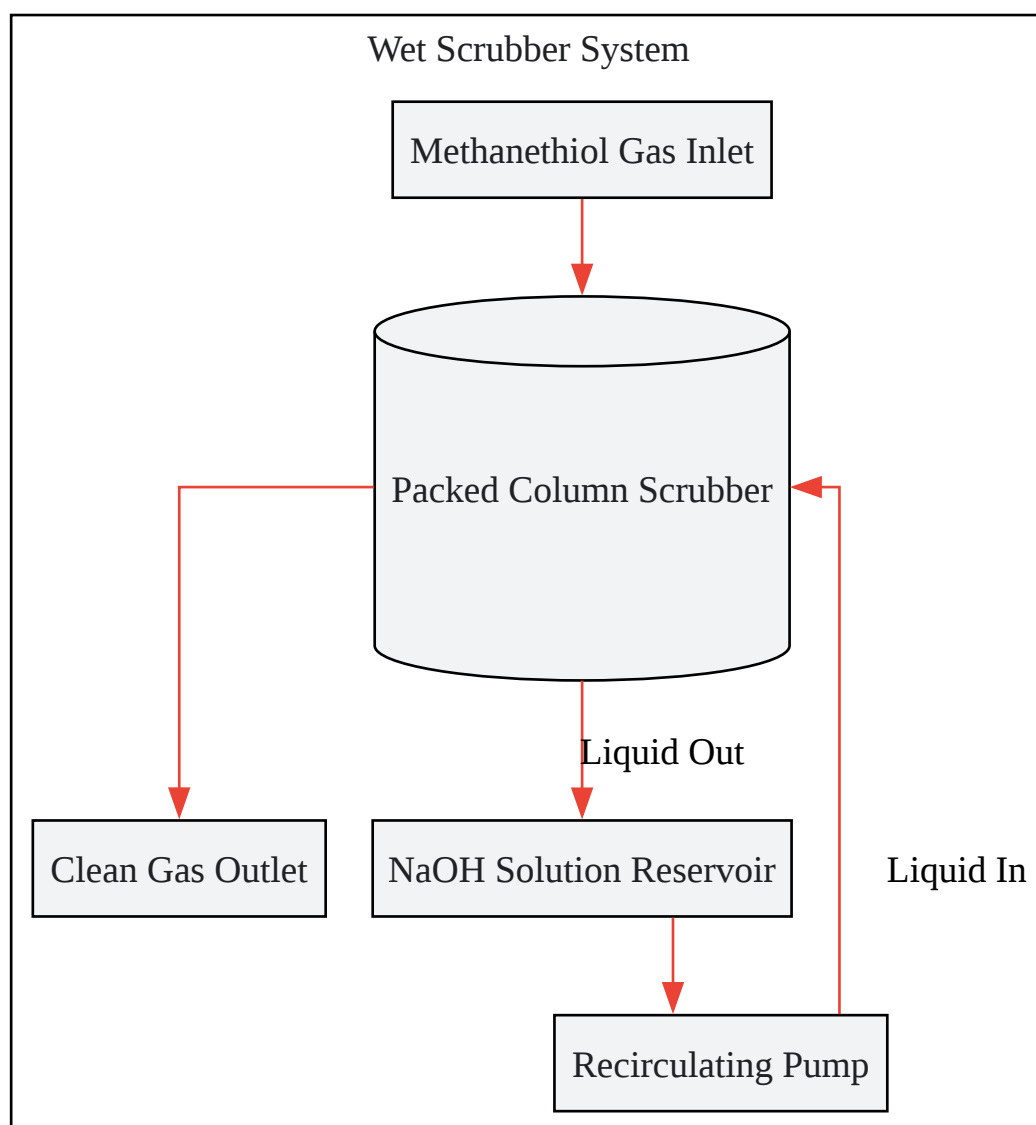 Wet Scrubber System
Methanethiol Gas Inlet
Packed Column Scrubber
Liquid Out
Clean Gas Outlet
NaOH Solution Reservoir
Liquid In
Recirculating Pump